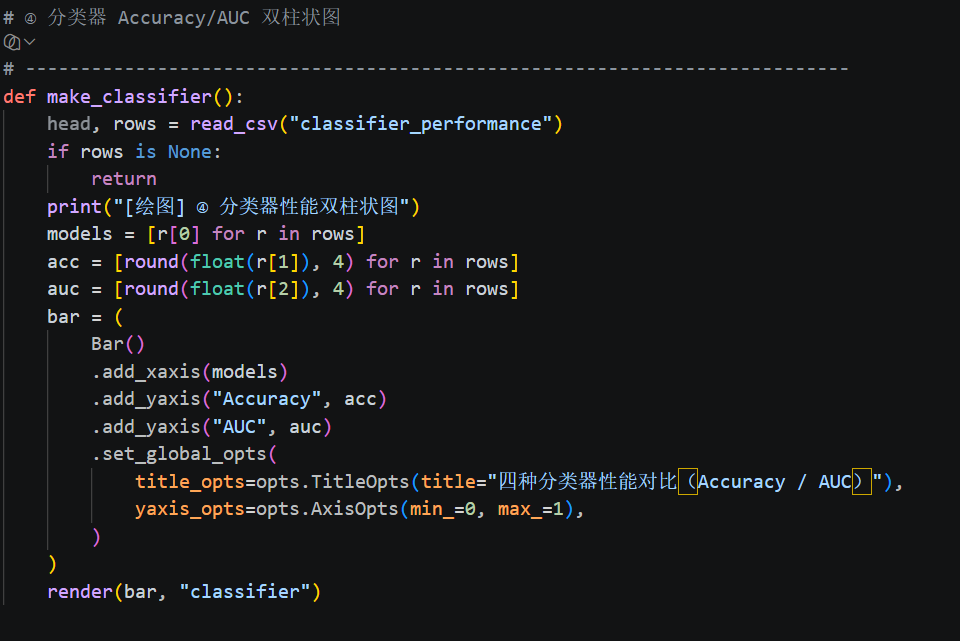 # ④ 分类器 Accuracy/AUC 双柱状图
# ---------------------------------------------------------------------------
def make_classifier():
    head, rows = read_csv("classifier_performance")
    if rows is None:
        return
    print("[绘图] ④ 分类器性能双柱状图")
    models = [r[0] for r in rows]
    acc = [round(float(r[1]), 4) for r in rows]
    auc = [round(float(r[2]), 4) for r in rows]
    bar = (
        Bar()
        .add_xaxis(models)
        .add_yaxis("Accuracy", acc)
        .add_yaxis("AUC", auc)
        .set_global_opts(
            title_opts=opts.TitleOpts(title="四种分类器性能对比（Accuracy / AUC）"),
            yaxis_opts=opts.AxisOpts(min_=0, max_=1),
        )
    )
    render(bar, "classifier")